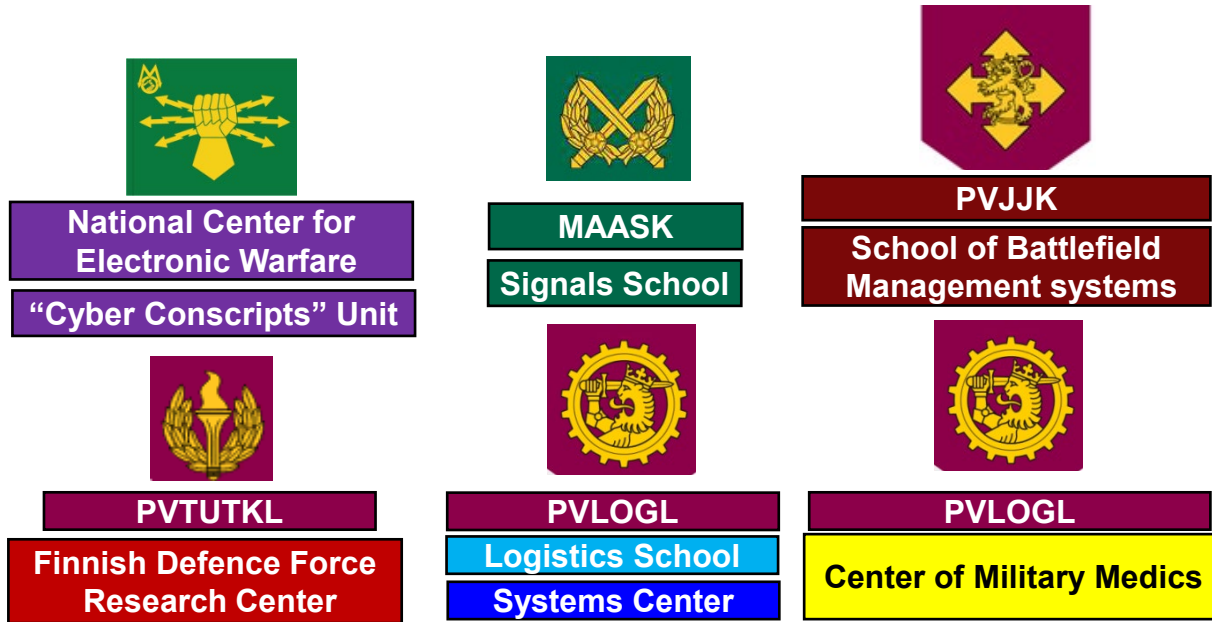 National Center for
Electronic Warfare
“Cyber Conscripts” Unit
MAASK
Signals School
PVJJK
School of Battlefield
Management systems
PVTUTKL
Finnish Defence Force
Research Center
PVLOGL
Logistics School
Systems Center
PVLOGL
Center of Military Medics